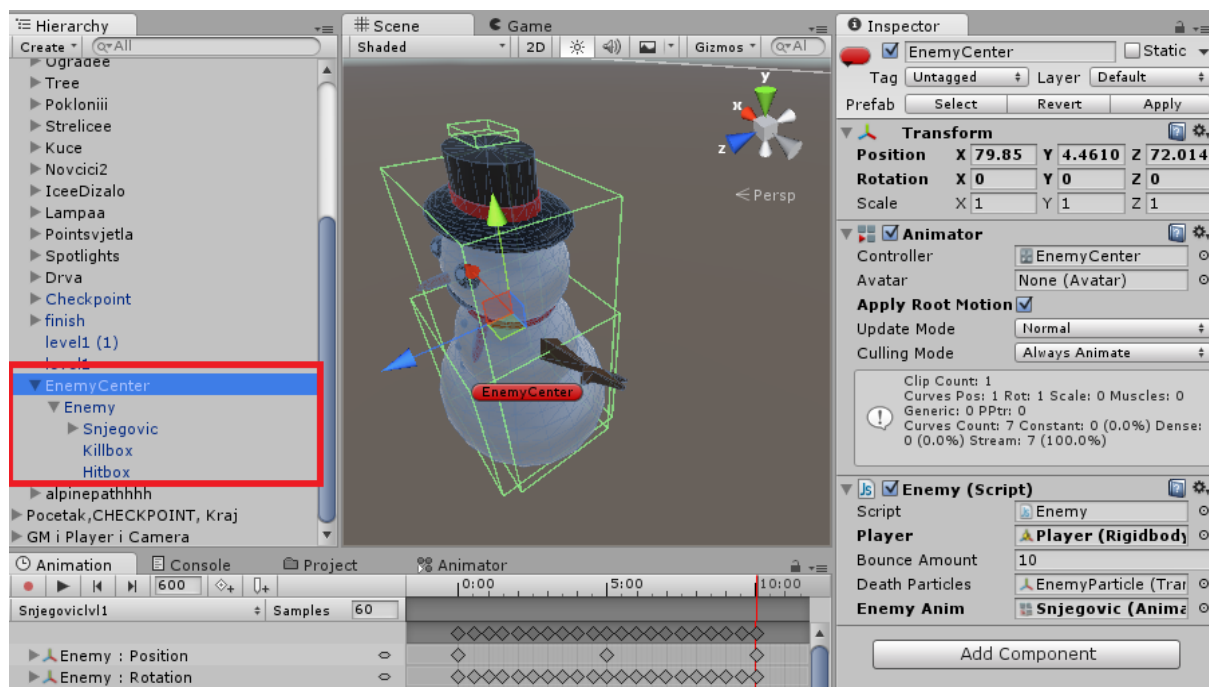 Hierarchy
Create
All
Ogradee
Tree
Pokloniii
Strelicee
Kuce
Novcici2
IceeDizalo
Lampaa
Pointsvjetla
Spotlights
Drva
Checkpoint
finish
level1 (1)
EnemyCenter
Enemy
Snjegovic
Killbox
Hitbox
alpinepathhhh
Pocetak,CHECKPOINT, Kraj
GM i Player i Camera
Scene
Game
Shaded
2D
Gizmos
Al
y
x
z
Persp
EnemyCenter
Animation
Console
Project
Animator
600
0:00
5:00
10:00
Snjegoviclvl1
Samples
60
Enemy : Position
Enemy : Rotation
Inspector
EnemyCenter
Static
Tag Untagged
Layer Default
Prefab
Select
Revert
Apply
Transform
Position X 79.85 Y 4.4610 Z 72.014
Rotation X 0 Y 0 Z 0
Scale X 1 Y 1 Z 1
Animator
Controller EnemyCenter
Avatar None (Avatar)
Apply Root Motion
Update Mode Normal
Culling Mode Always Animate
Clip Count: 1
Curves Pos: 1 Rot: 1 Scale: 0 Muscles: 0
Generic: 0 PPtr: 0
Curves Count: 7 Constant: 0 (0.0%) Dense:
0 (0.0%) Stream: 7 (100.0%)
Js Enemy (Script)
Script Enemy
Player Player (Rigidbody
Bounce Amount 10
Death Particles EnemyParticle (Tran
Enemy Anim Snjegovic (Anima
Add Component